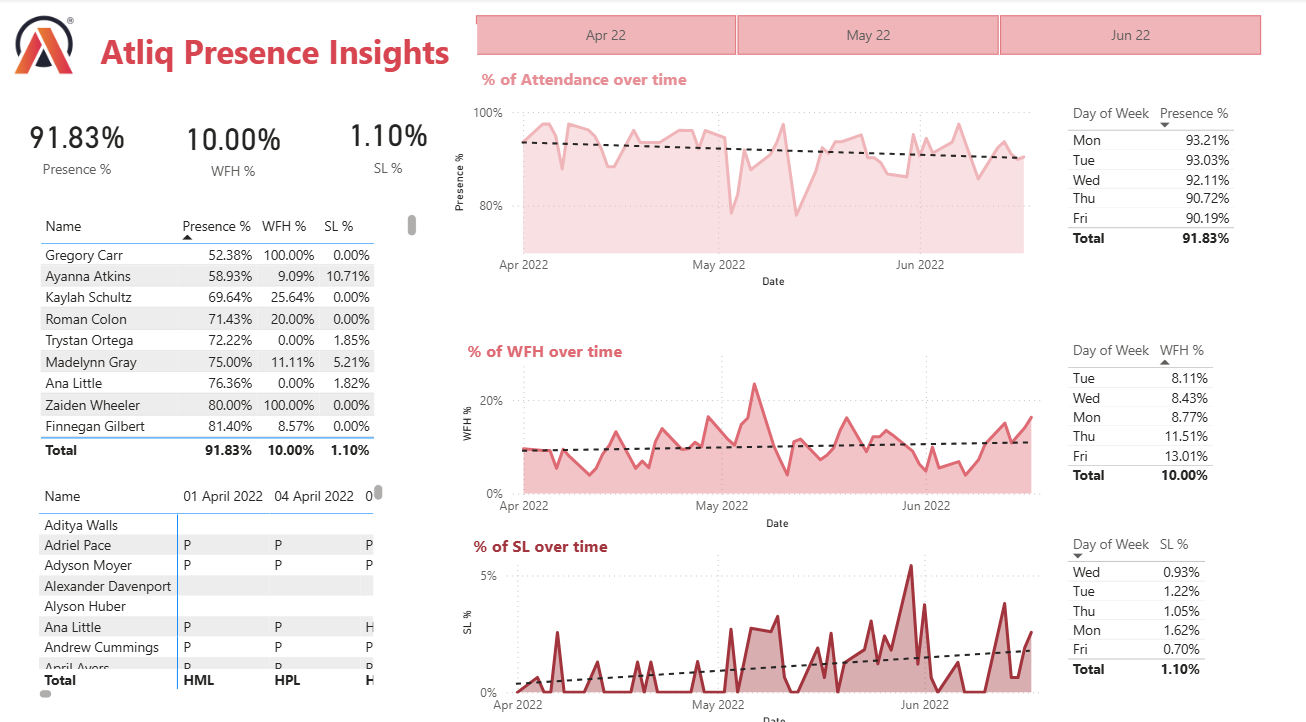 ®
Atliq Presence Insights
Apr 22 May 22 Jun 22
91.83% 10.00% 1.10%
Presence % WFH % SL %
Name Presence % WFH % SL %
Gregory Carr 52.38% 100.00% 0.00%
Ayanna Atkins 58.93% 9.09% 10.71%
Kaylah Schultz 69.64% 25.64% 0.00%
Roman Colon 71.43% 20.00% 0.00%
Trystan Ortega 72.22% 0.00% 1.85%
Madelynn Gray 75.00% 11.11% 5.21%
Ana Little 76.36% 0.00% 1.82%
Zaiden Wheeler 80.00% 100.00% 0.00%
Finnegan Gilbert 81.40% 8.57% 0.00%
Total 91.83% 10.00% 1.10%
Name 01 April 2022 04 April 2022 0
Aditya Walls
Adriel Pace P P P
Adyson Moyer P P P
Alexander Davenport
Alyson Huber
Ana Little P P H
Andrew Cummings P P P
April Ayers P P P
Total HML HPL H
% of Attendance over time
100%
80%
Presence %
Apr 2022 May 2022 Jun 2022
Date
Day of Week Presence %
Mon 93.21%
Tue 93.03%
Wed 92.11%
Thu 90.72%
Fri 90.19%
Total 91.83%
% of WFH over time
20%
0%
WFH %
Apr 2022 May 2022 Jun 2022
Date
Day of Week WFH %
Tue 8.11%
Wed 8.43%
Mon 8.77%
Thu 11.51%
Fri 13.01%
Total 10.00%
% of SL over time
5%
0%
SL %
Apr 2022 May 2022 Jun 2022
Date
Day of Week SL %
Wed 0.93%
Tue 1.22%
Thu 1.05%
Mon 1.62%
Fri 0.70%
Total 1.10%